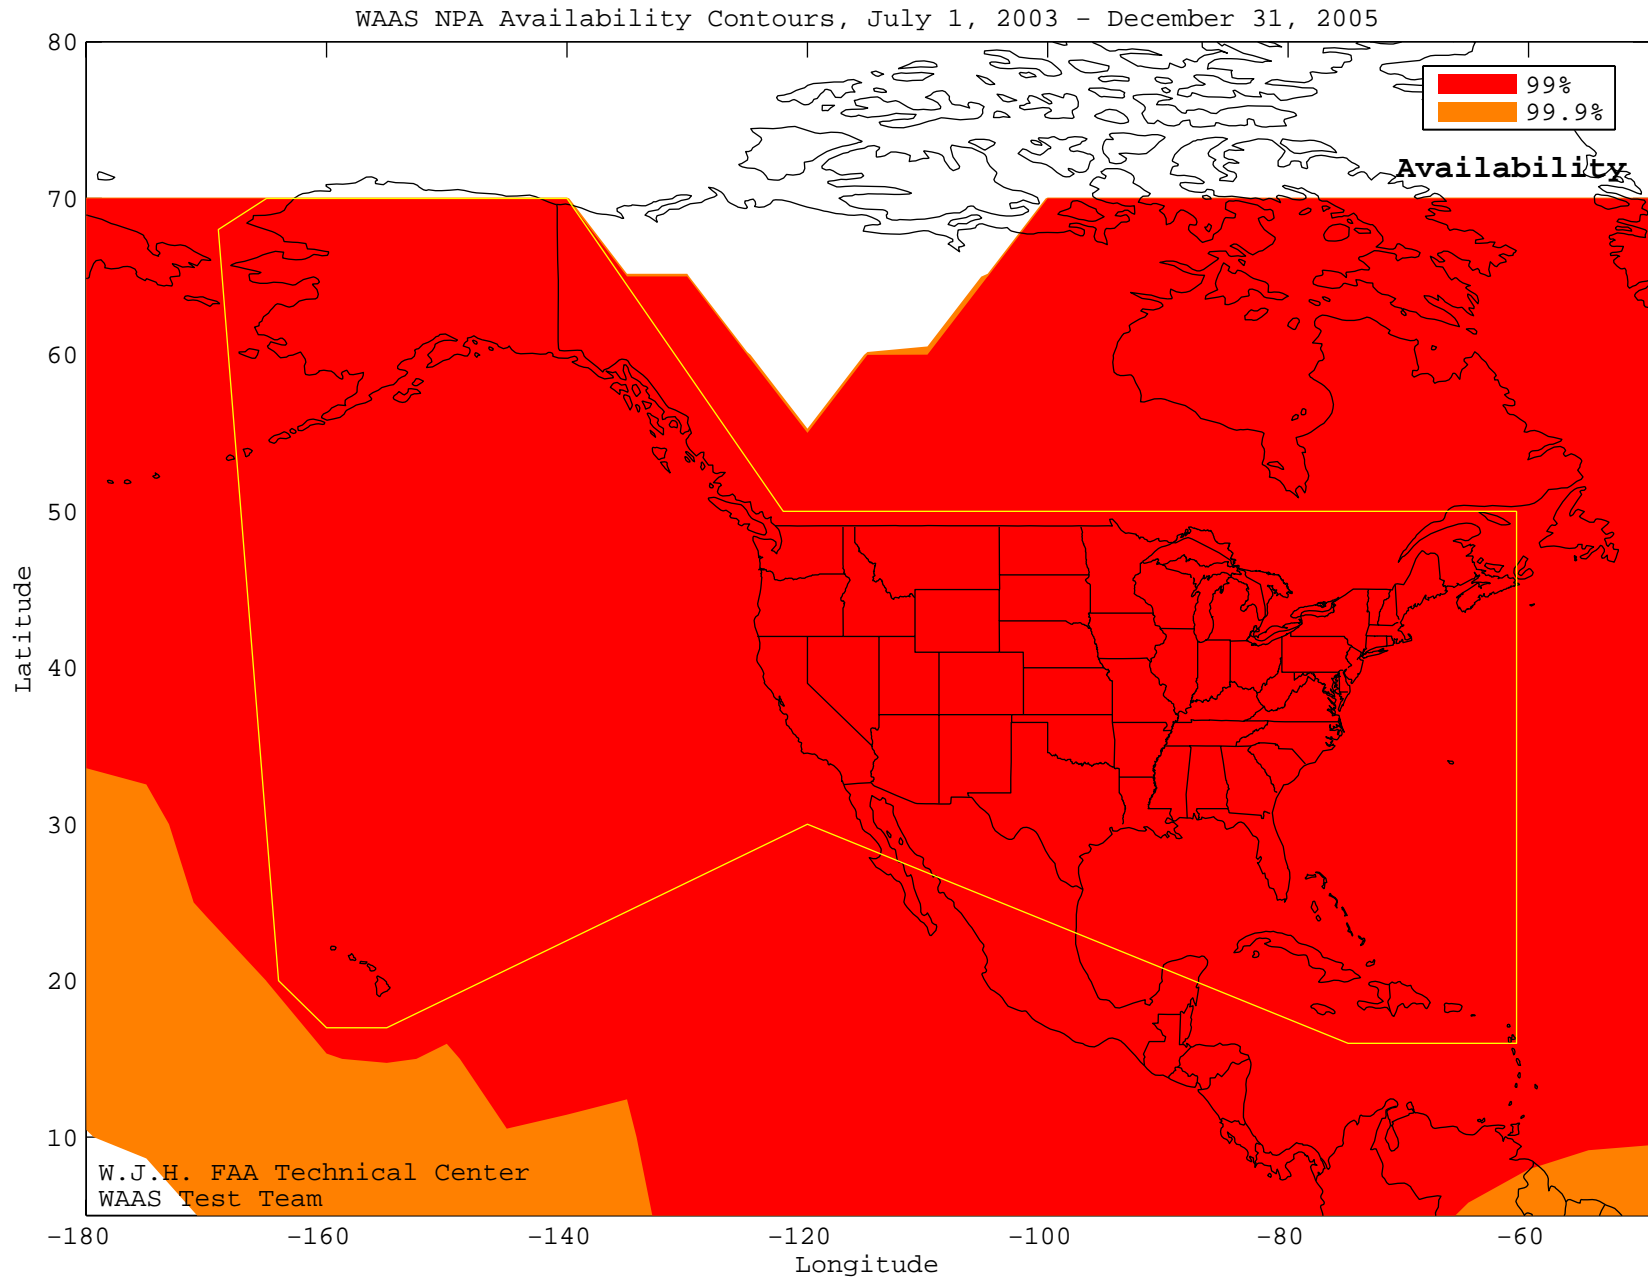 WAAS NPA Availability Contours, July 1, 2003 - December 31, 2005
80
70
60
50
40
30
20
10
Latitude
99%
99.9%
Availability
W.J.H. FAA Technical Center
WAAS Test Team
-180 -160 -140 -120 -100 -80 -60
Longitude